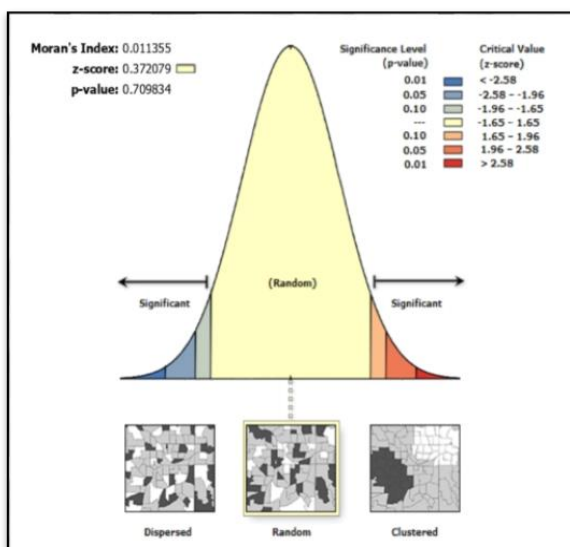 Moran's Index: 0.011355
z-score: 0.372079
p-value: 0.709834
Significance Level
(p-value)
Critical Value
(z-score)
0.01 < -2.58
0.05 -2.58 – -1.96
0.10 -1.96 – -1.65
--- -1.65 – 1.65
0.10 1.65 – 1.96
0.05 1.96 – 2.58
0.01 > 2.58
(Random)
Significant
Significant
Dispersed
Random
Clustered